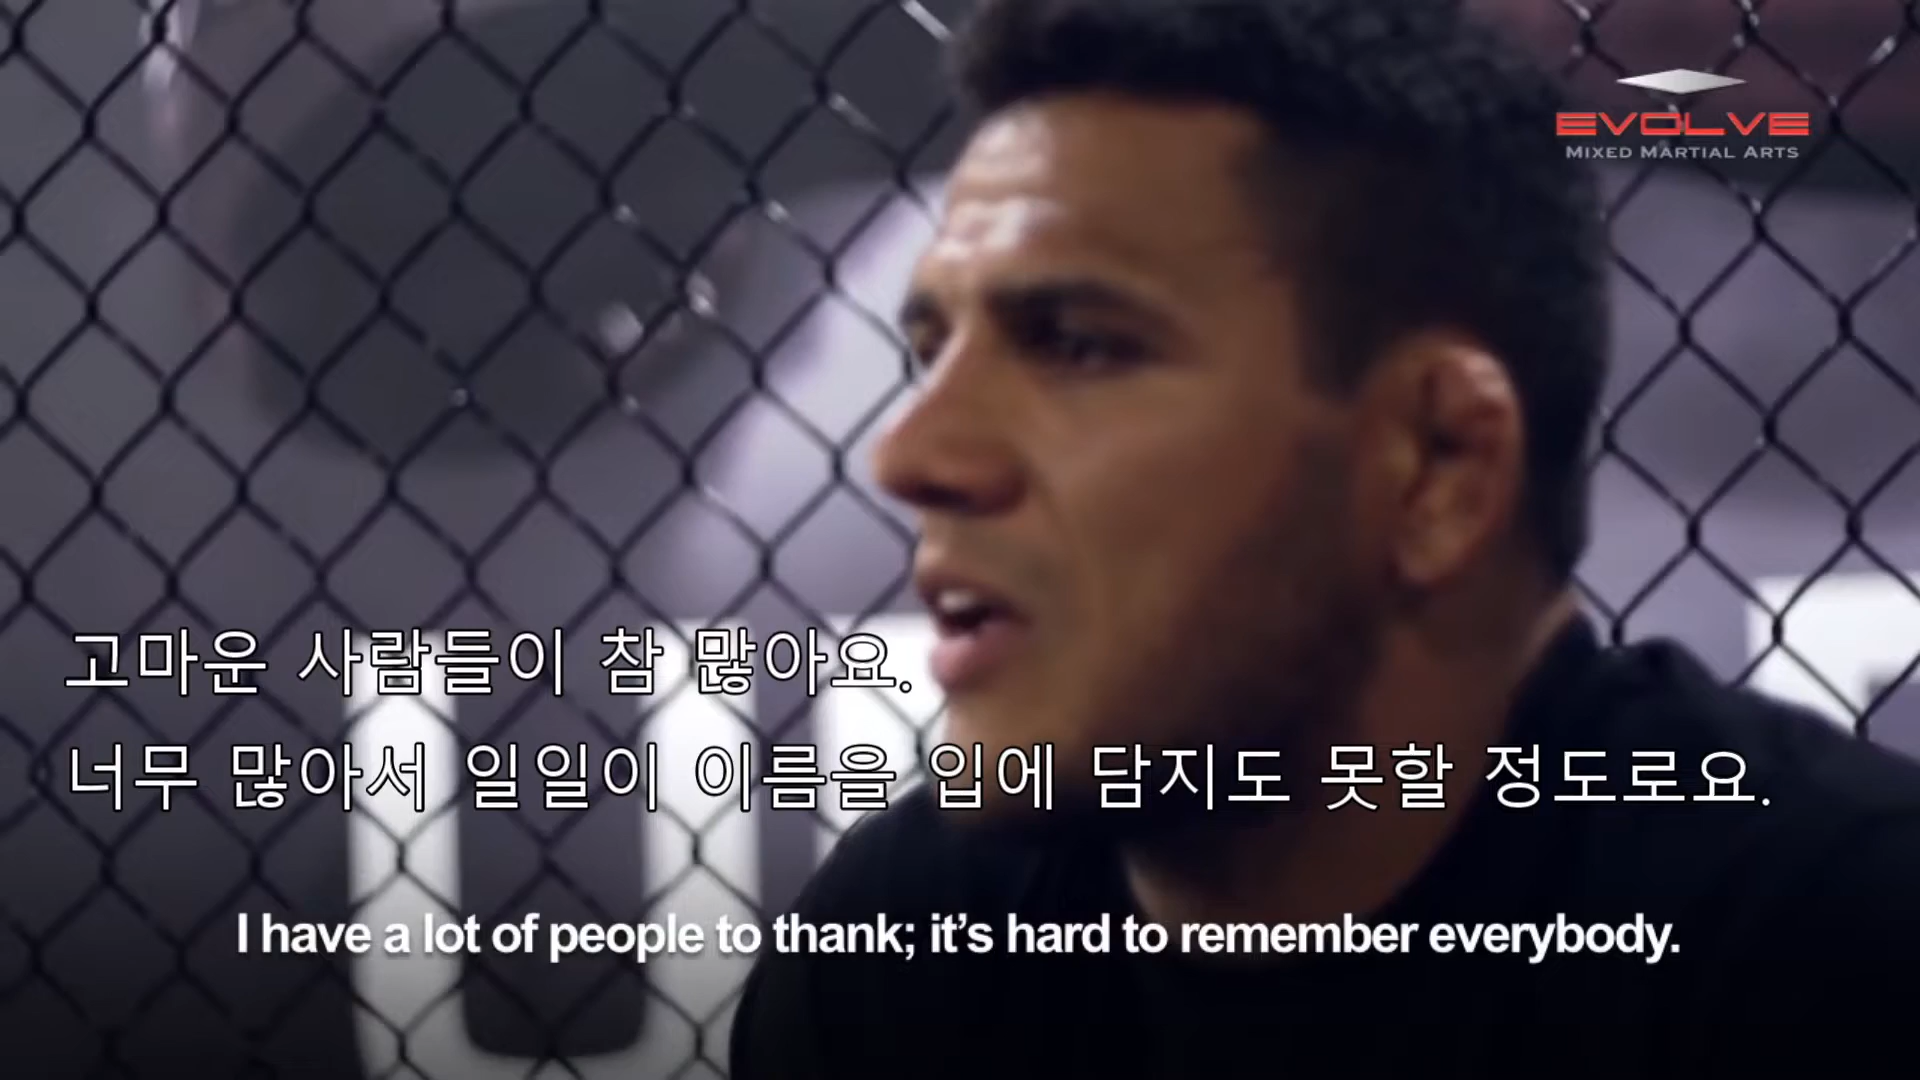 EVOLVE
MIXED MARTIAL ARTS
고마운 사람들이 참 많아요.
너무 많아서 일일이 이름을 입에 담지도 못할 정도로요.
I have a lot of people to thank; it's hard to remember everybody.